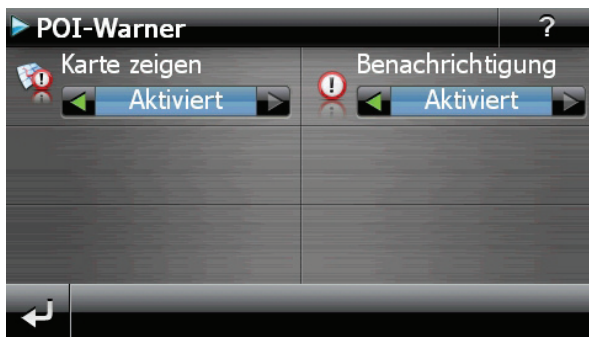 POI-Warner
?
Karte zeigen
Aktiviert
Benachrichtigung
Aktiviert